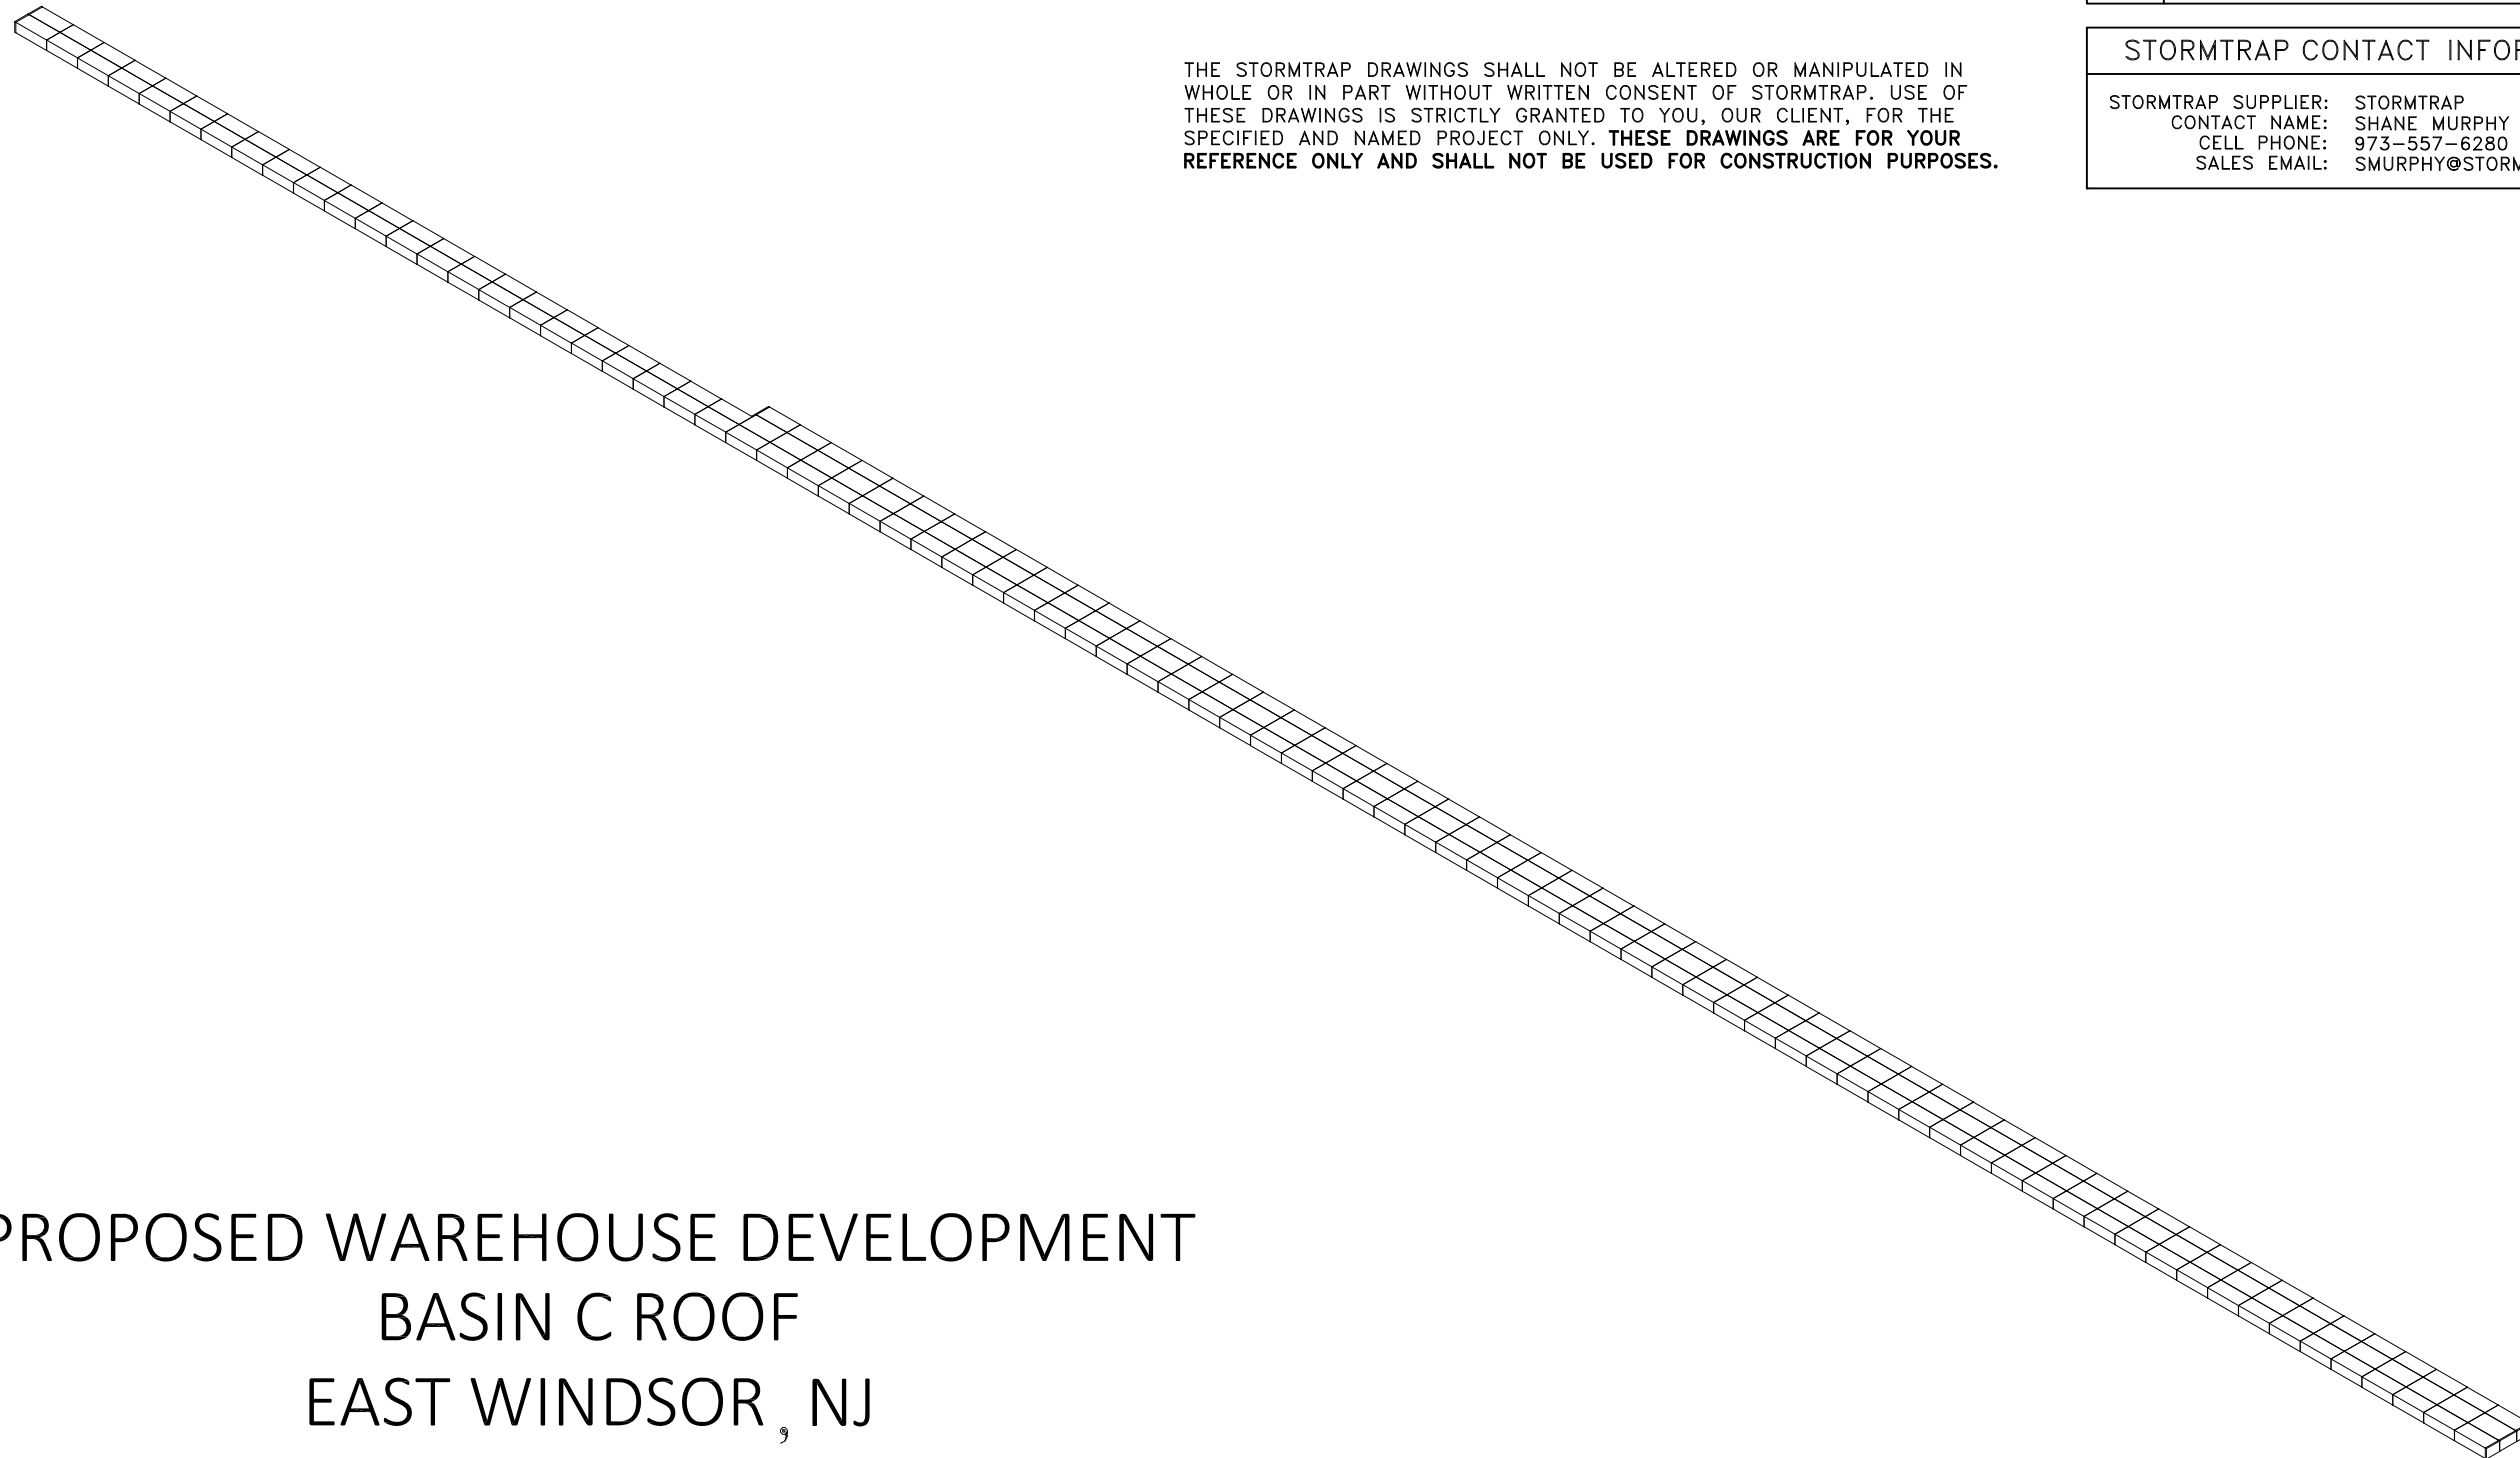 THE STORMTRAP DRAWINGS SHALL NOT BE ALTERED OR MANIPULATED IN
WHOLE OR IN PART WITHOUT WRITTEN CONSENT OF STORMTRAP. USE OF
THESE DRAWINGS IS STRICTLY GRANTED TO YOU, OUR CLIENT, FOR THE
SPECIFIED AND NAMED PROJECT ONLY. THESE DRAWINGS ARE FOR YOUR
REFERENCE ONLY AND SHALL NOT BE USED FOR CONSTRUCTION PURPOSES.
STORMTRAP CONTACT INFOR
STORMTRAP SUPPLIER: STORMTRAP
CONTACT NAME: SHANE MURPHY
CELL PHONE: 973-557-6280
SALES EMAIL: SMURPHY@STORM
PROPOSED WAREHOUSE DEVELOPMENT
BASIN C ROOF
EAST WINDSOR, NJ